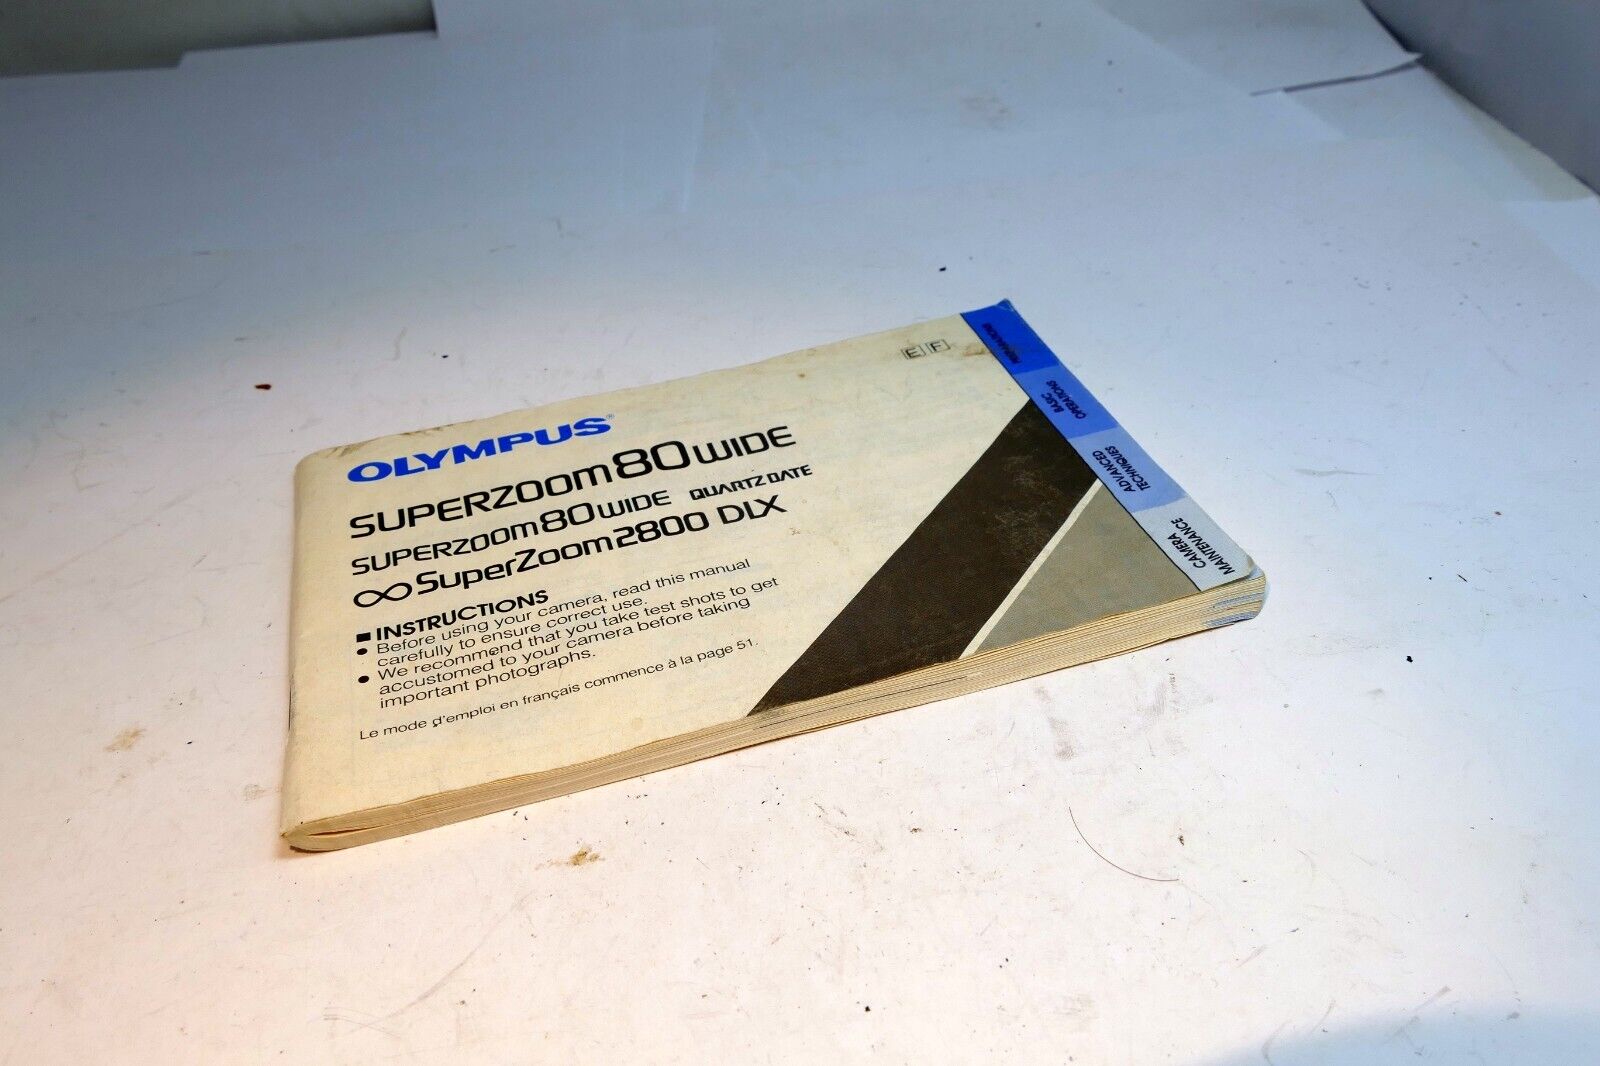 E F
OLYMPUS®
SUPERZOOM 80 WIDE
SUPERZOOM 80 WIDE QUARTZ DATE
∞ SuperZoom 2800 DLX
■ INSTRUCTIONS
● Before using your camera, read this manual
carefully to ensure correct use.
● We recommend that you take test shots to get
accustomed to your camera before taking
important photographs.
Le mode d'emploi en français commence à la page 51.
PREPARATIONS
BASIC
OPERATIONS
ADVANCED
TECHNIQUES
CAMERA
MAINTENANCE